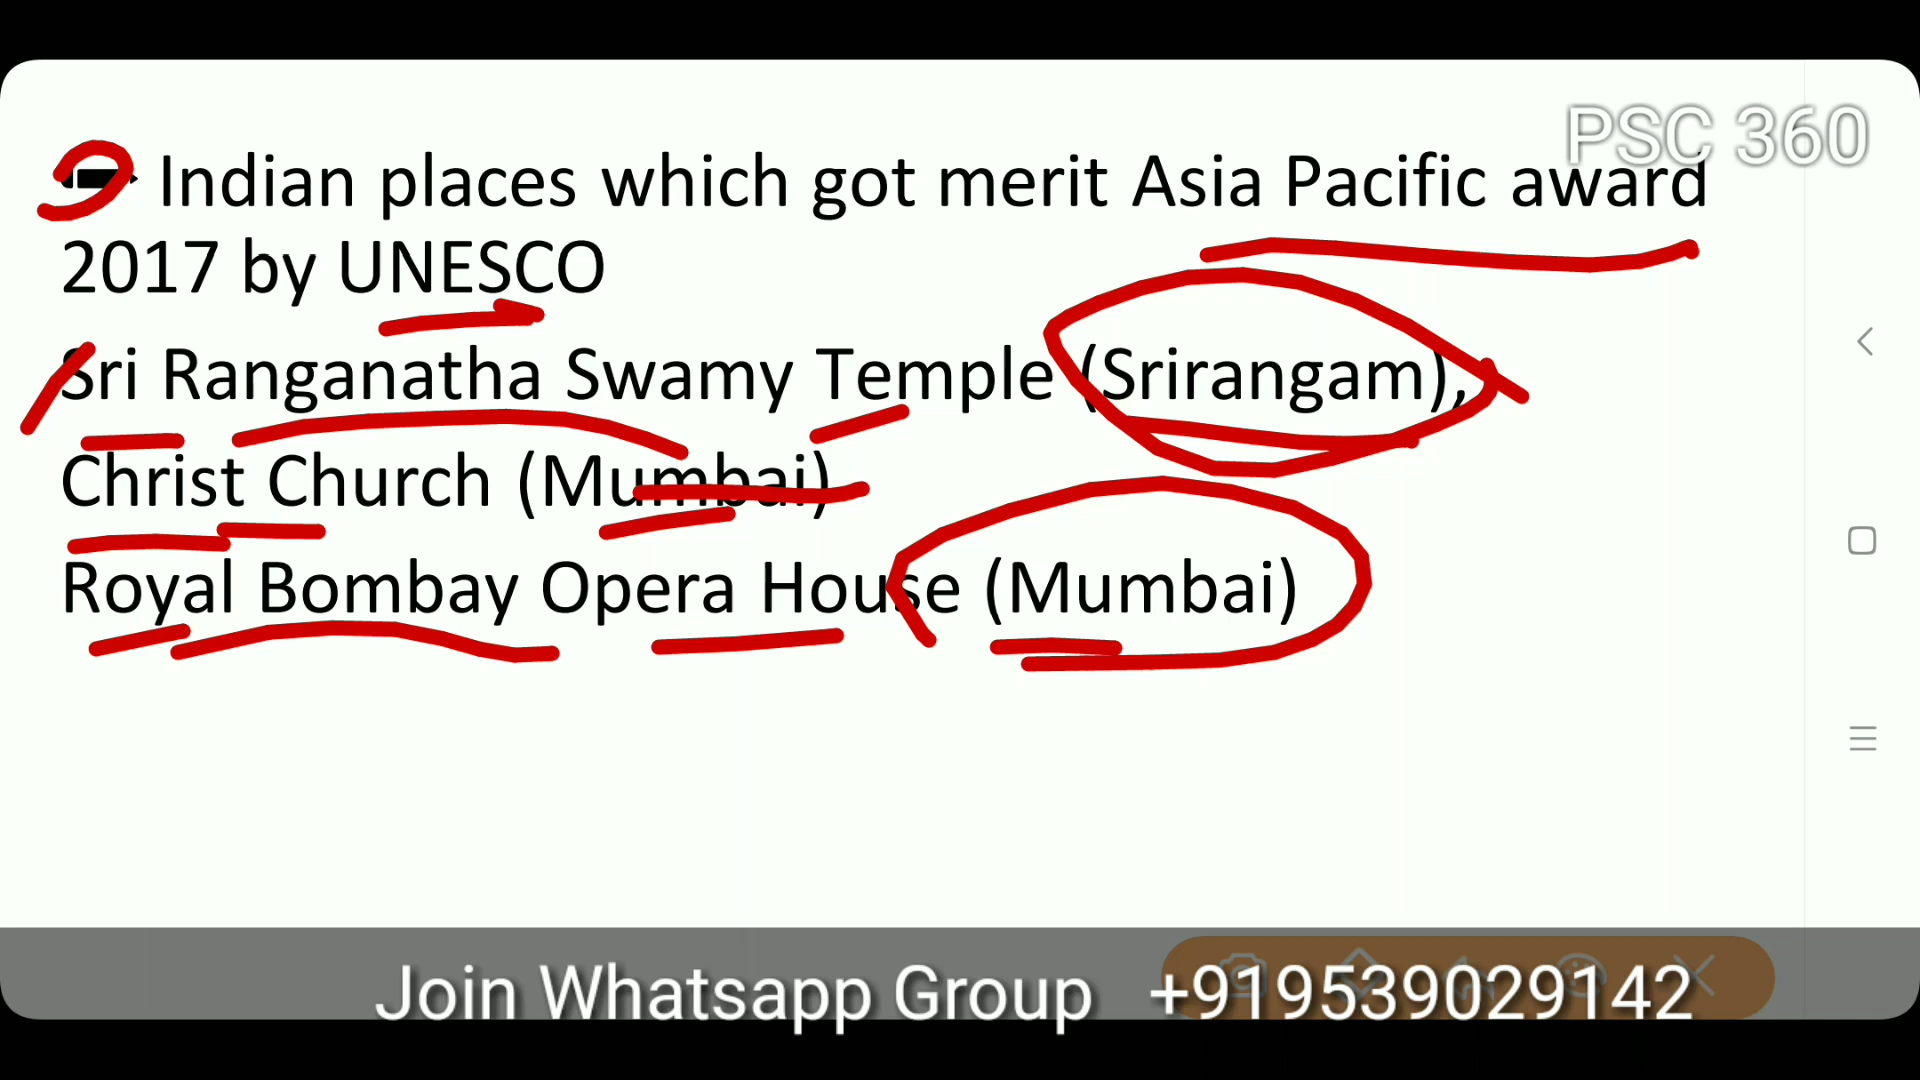 PSC 360
Indian places which got merit Asia Pacific award
2017 by UNESCO
Sri Ranganatha Swamy Temple (Srirangam),
Christ Church (Mumbai)
Royal Bombay Opera House (Mumbai)
Join Whatsapp Group +919539029142